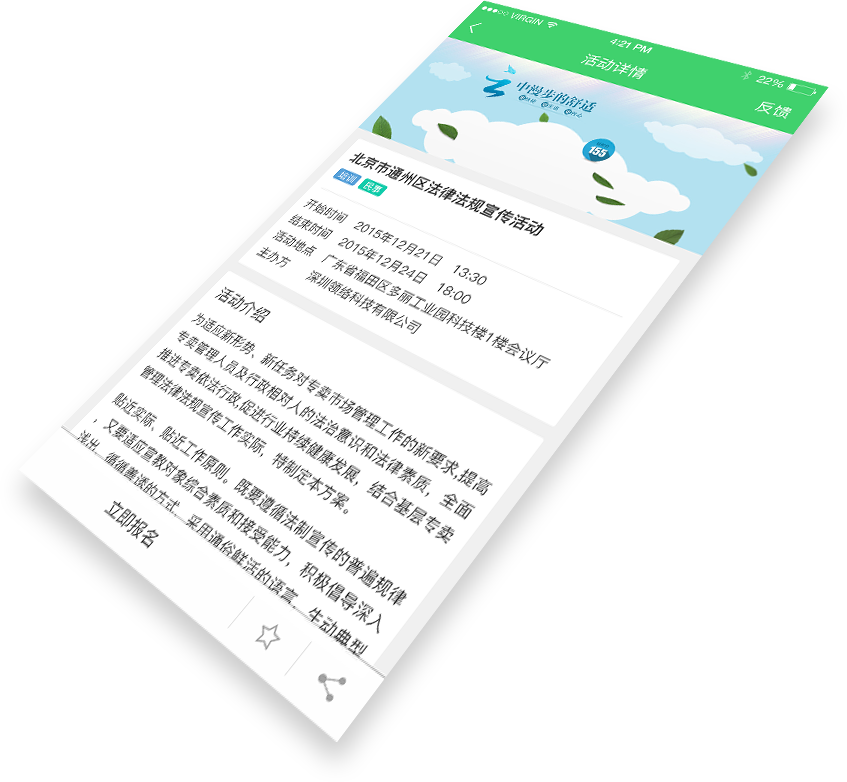 VIRGIN
4:21 PM
22%
活动详情
反馈
中漫步的舒适
155
北京市通州区法律法规宣传活动
培训 民事
开始时间 2015年12月21日 13:30
结束时间 2015年12月24日 18:00
活动地点 广东省福田区多丽工业园科技楼1楼会议厅
主办方 深圳领络科技有限公司
活动介绍
为适应新形势、新任务对专卖市场管理工作的新要求,提高
专卖管理人员及行政相对人的法治意识和法律素质，全面
推进专卖依法行政,促进行业持续健康发展，结合基层专卖
管理法律法规宣传工作实际，特制定本方案。
贴近实际、贴近工作原则。既要遵循法制宣传的普遍规律
，又要适应宣教对象综合素质和接受能力，积极倡导深入
浅出、循循善诱的方式，采用通俗鲜活的语言、生动典型
立即报名